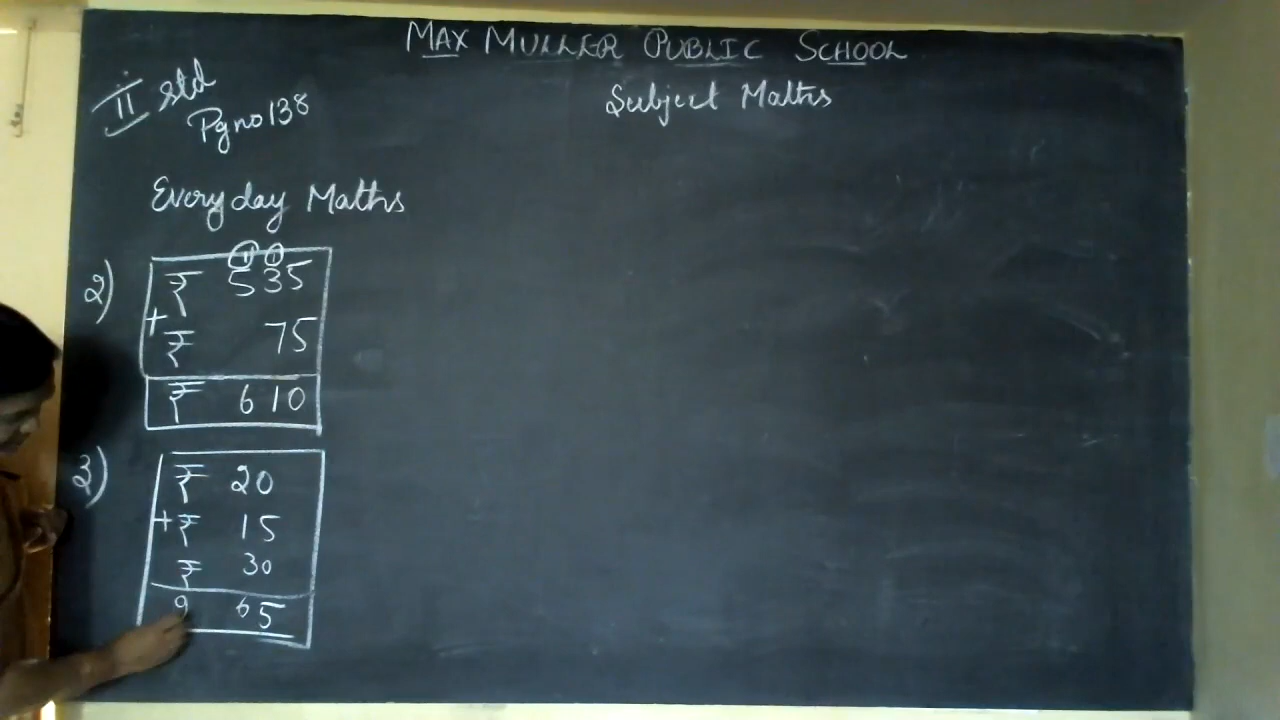 MAX MULLER PUBLIC SCHOOL
II std
Subject Maths
Pg no 138
Everyday Maths
1 1
2) ₹ 535
+
₹ 75
₹ 610
3) ₹ 20
+ ₹ 15
₹ 30
65